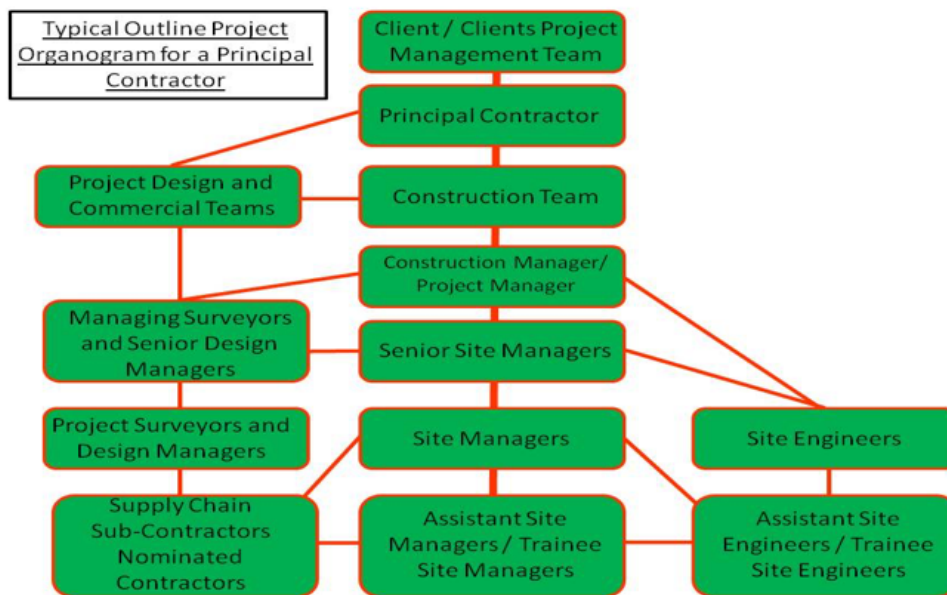 Typical Outline Project
Organogram for a Principal
Contractor
Client / Clients Project
Management Team
Principal Contractor
Project Design and
Commercial Teams
Construction Team
Construction Manager/
Project Manager
Managing Surveyors
and Senior Design
Managers
Senior Site Managers
Project Surveyors and
Design Managers
Site Managers
Site Engineers
Supply Chain
Sub-Contractors
Nominated
Contractors
Assistant Site
Managers / Trainee
Site Managers
Assistant Site
Engineers / Trainee
Site Engineers